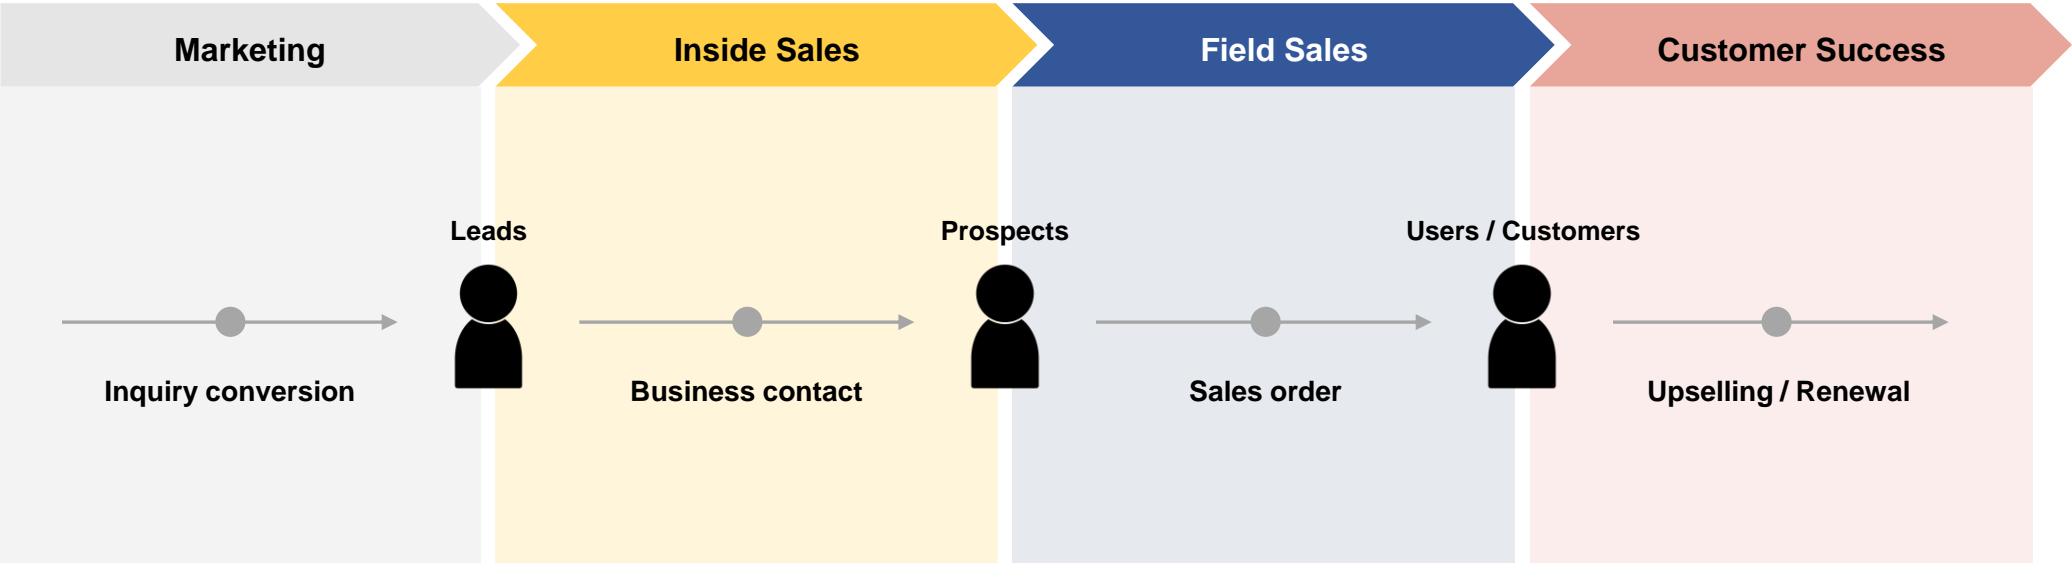 Marketing
Inside Sales
Field Sales
Customer Success
Leads
Prospects
Users / Customers
Inquiry conversion
Business contact
Sales order
Upselling / Renewal